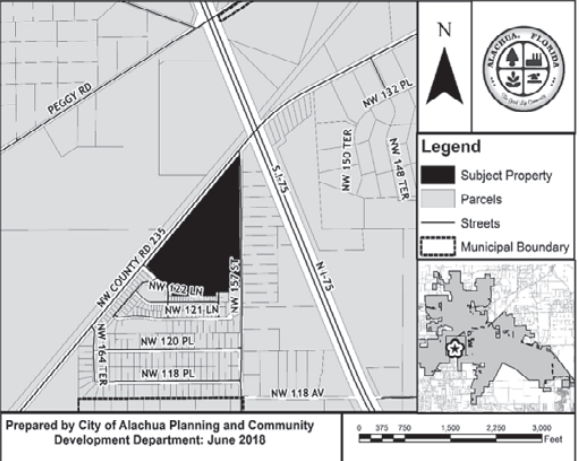 PEGGY RD
NW 132 PL
NW 150 TER
NW 148 TER
S I-75
N I-75
NW COUNTY RD 235
NW 157 ST
NW 122 LN
NW 121 LN
NW 164 TER
NW 120 PL
NW 118 PL
NW 118 AV
N
ALACHUA, FLORIDA
Legend
Subject Property
Parcels
Streets
Municipal Boundary
Prepared by City of Alachua Planning and Community
Development Department: June 2018
0 375 750 1,500 2,250 3,000
Feet